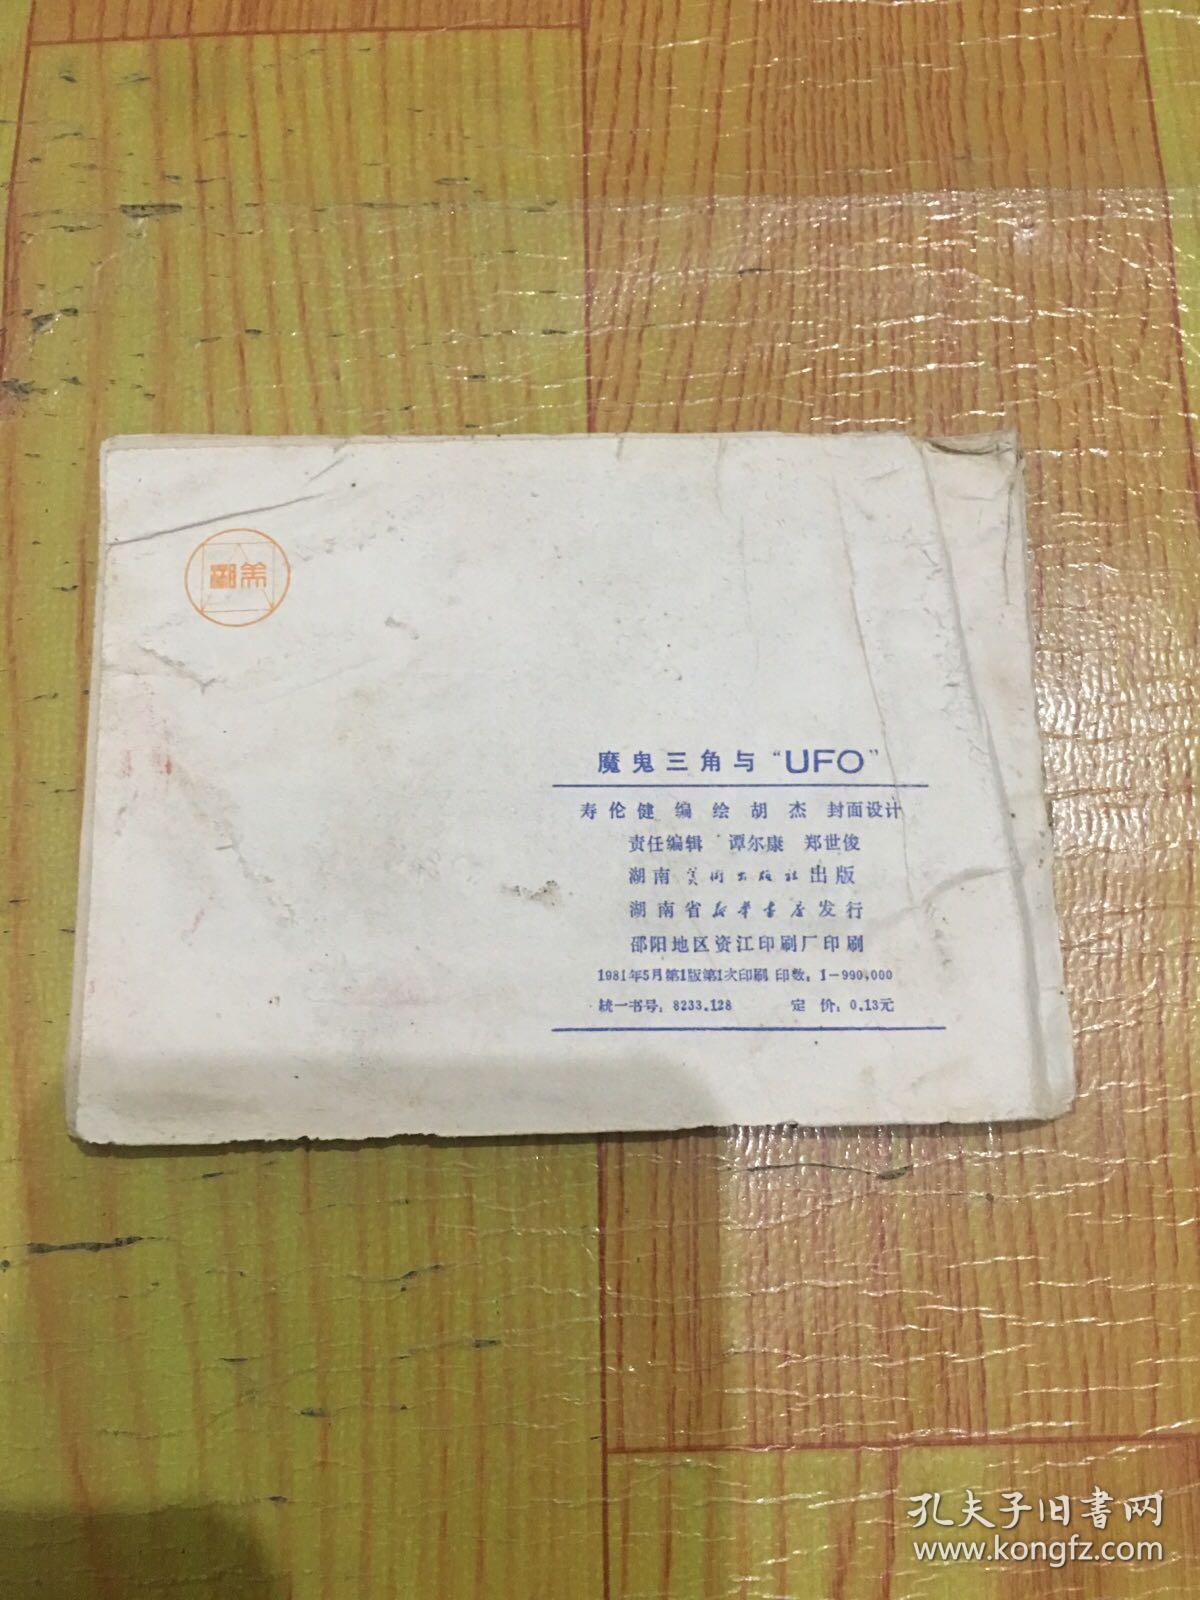 魔鬼三角与“UFO”
寿伦健 编绘 胡杰 封面设计
责任编辑 谭尔康 郑世俊
湖南美术出版社出版
湖南省新华书店发行
邵阳地区资江印刷厂印刷
1981年5月第1版第1次印刷 印数:1-990,000
统一书号:8233.128 定 价:0.13元
孔夫子旧書网
www.kongfz.com